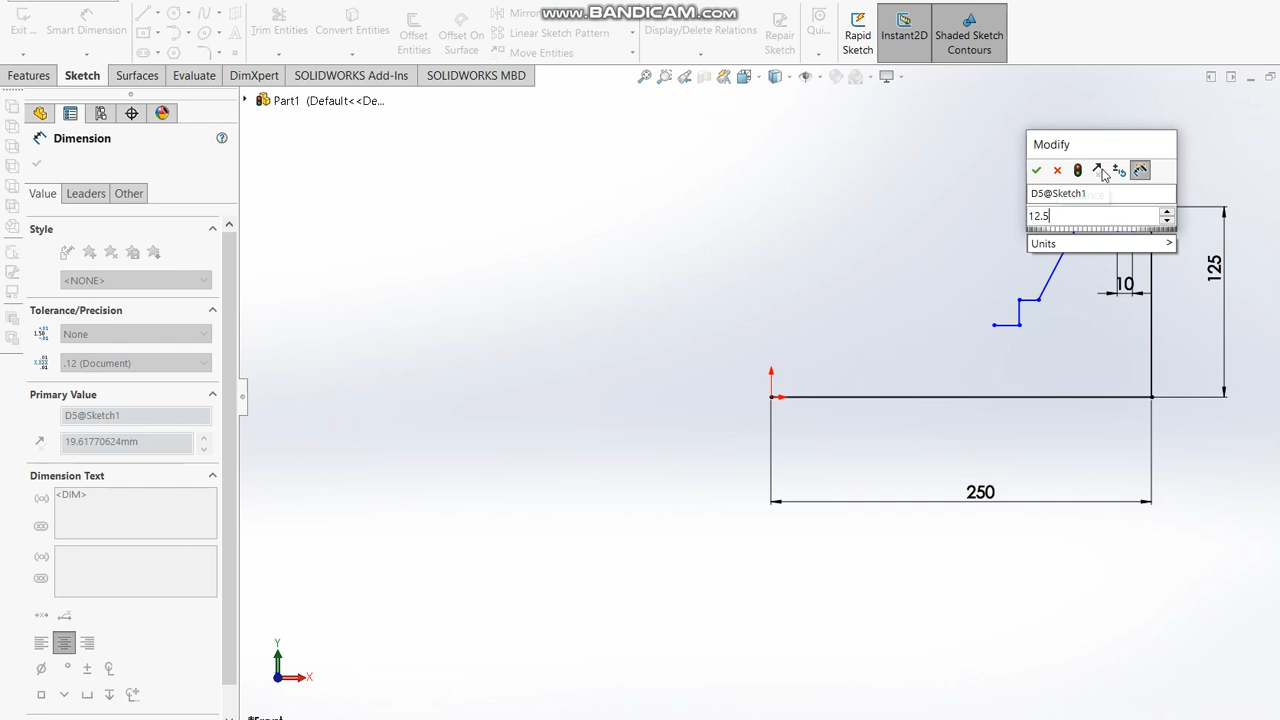 www.BANDICAM.com
Exit ...
Smart Dimension
Trim Entities
Convert Entities
Offset Entities
Offset On Surface
Mirror
Linear Sketch Pattern
Move Entities
Display/Delete Relations
Repair Sketch
Qui...
Rapid Sketch
Instant2D
Shaded Sketch Contours
Features
Sketch
Surfaces
Evaluate
DimXpert
SOLIDWORKS Add-Ins
SOLIDWORKS MBD
Part1 (Default<<De...
Dimension
Value
Leaders
Other
Style
<NONE>
Tolerance/Precision
None
.12 (Document)
Primary Value
D5@Sketch1
19.61770624mm
Dimension Text
<DIM>
Modify
D5@Sketch1
12.5
Units >
10
125
250
Y
X
*Front